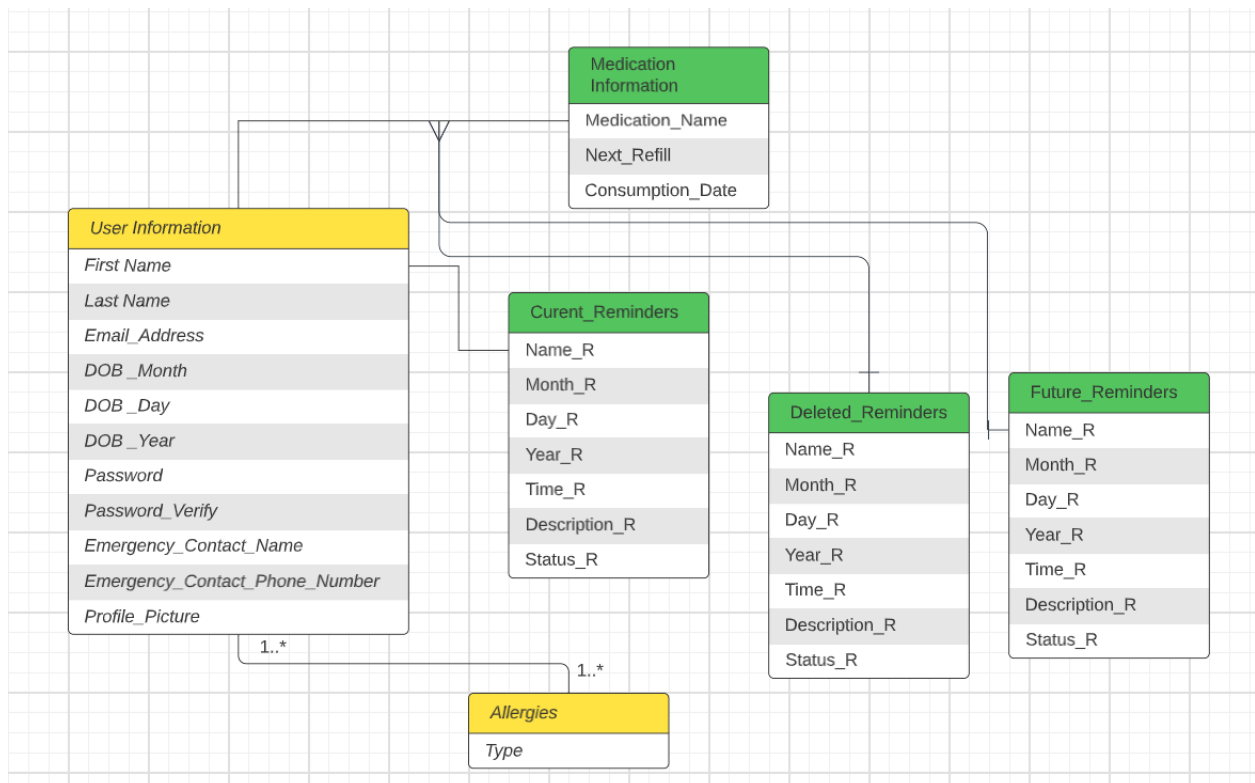 Medication
Information
Medication_Name
Next_Refill
Consumption_Date
User Information
First Name
Last Name
Email_Address
DOB _Month
DOB _Day
DOB _Year
Password
Password_Verify
Emergency_Contact_Name
Emergency_Contact_Phone_Number
Profile_Picture
Curent_Reminders
Name_R
Month_R
Day_R
Year_R
Time_R
Description_R
Status_R
Deleted_Reminders
Name_R
Month_R
Day_R
Year_R
Time_R
Description_R
Status_R
Future_Reminders
Name_R
Month_R
Day_R
Year_R
Time_R
Description_R
Status_R
1..*
1..*
Allergies
Type